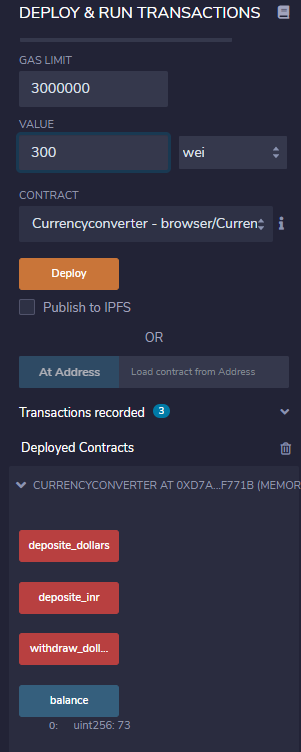 DEPLOY & RUN TRANSACTIONS
GAS LIMIT
3000000
VALUE
300 wei
CONTRACT
Currencyconverter - browser/Curren
Deploy
Publish to IPFS
OR
At Address Load contract from Address
Transactions recorded 3
Deployed Contracts
CURRENCYCONVERTER AT 0XD7A...F771B (MEMOR
deposite_dollars
deposite_inr
withdraw_doll...
balance
0: uint256: 73